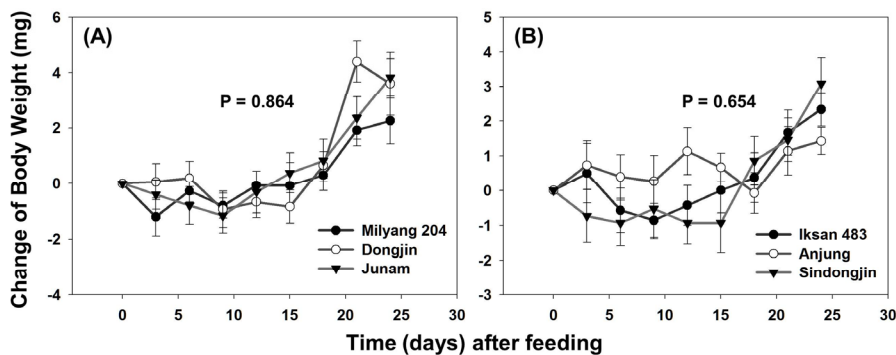 Change of Body Weight (mg)
(A)
P = 0.864
6
4
2
0
-2
-4
0 5 10 15 20 25 30
Milyang 204
Dongjin
Junam
(B)
P = 0.654
5
4
3
2
1
0
-1
-2
-3
0 5 10 15 20 25 30
Iksan 483
Anjung
Sindongjin
Time (days) after feeding